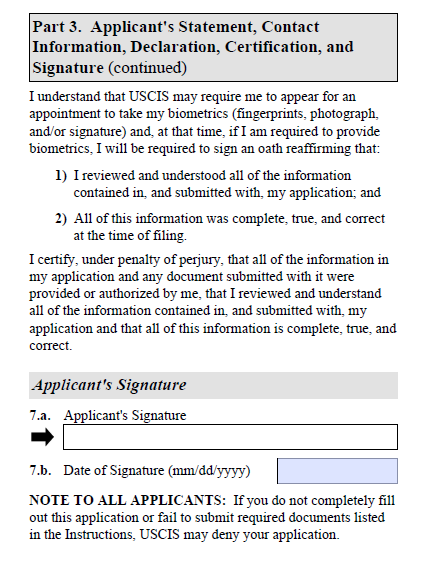 Part 3. Applicant's Statement, Contact
Information, Declaration, Certification, and
Signature (continued)
I understand that USCIS may require me to appear for an
appointment to take my biometrics (fingerprints, photograph,
and/or signature) and, at that time, if I am required to provide
biometrics, I will be required to sign an oath reaffirming that:
1) I reviewed and understood all of the information
contained in, and submitted with, my application; and
2) All of this information was complete, true, and correct
at the time of filing.
I certify, under penalty of perjury, that all of the information in
my application and any document submitted with it were
provided or authorized by me, that I reviewed and understand
all of the information contained in, and submitted with, my
application and that all of this information is complete, true, and
correct.
Applicant's Signature
7.a. Applicant's Signature
7.b. Date of Signature (mm/dd/yyyy)
NOTE TO ALL APPLICANTS: If you do not completely fill
out this application or fail to submit required documents listed
in the Instructions, USCIS may deny your application.